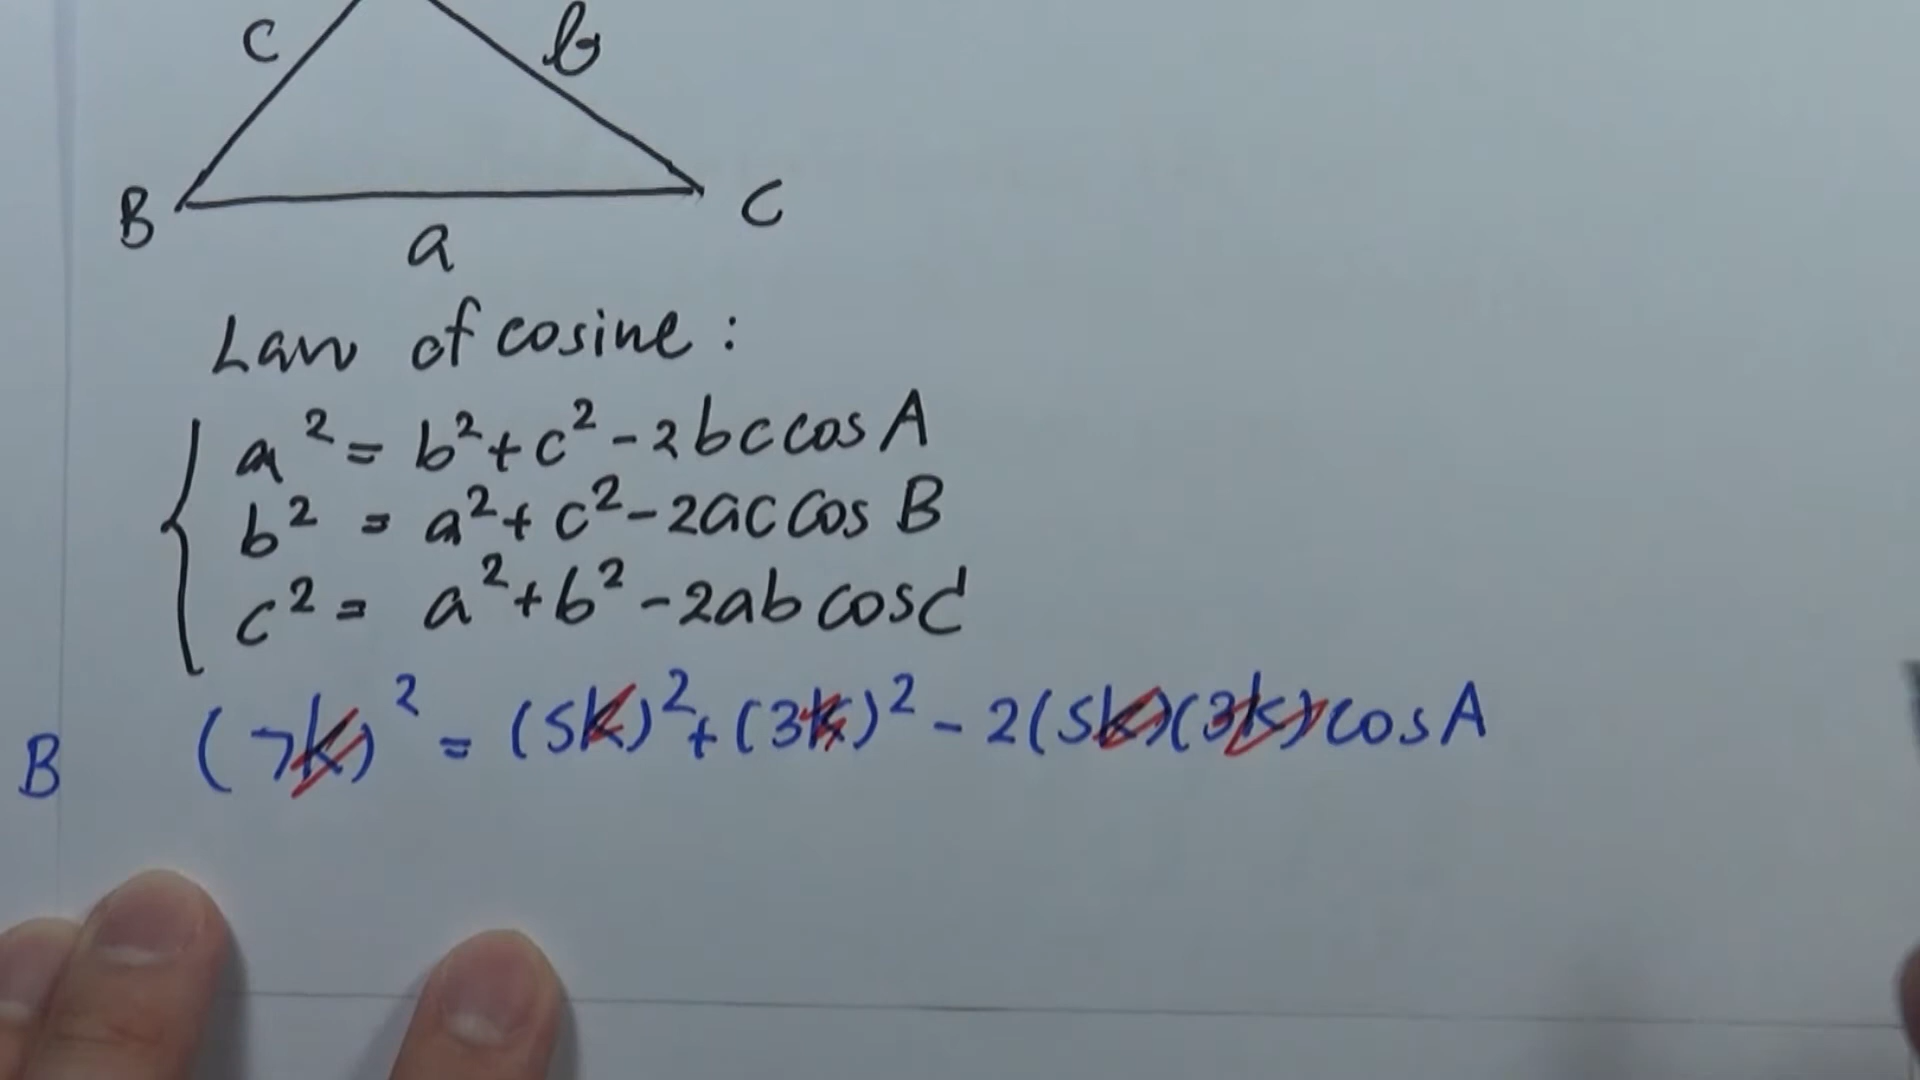 c b
B C
a
Law of cosine :
a² = b² + c² - 2bc cos A
b² = a² + c² - 2ac cos B
c² = a² + b² - 2ab cos C
B (7k)² = (5k)² + (3k)² - 2(5k)(3k) cos A